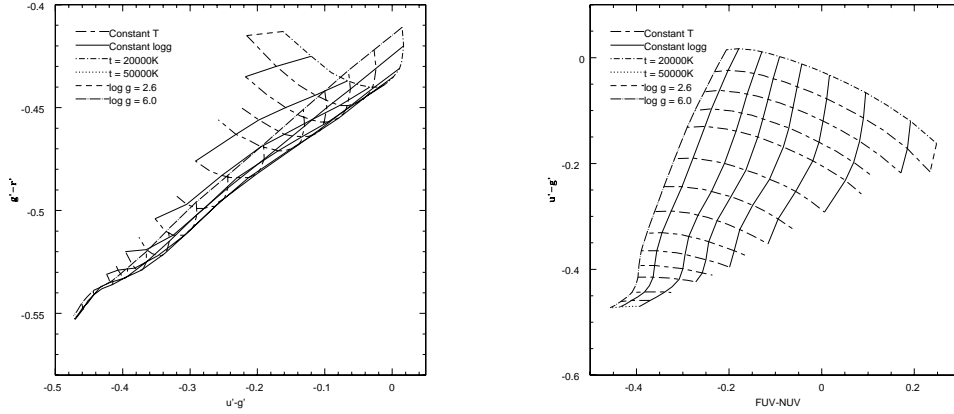 -0.4
-0.45
-0.5
-0.55
g'-r'
Constant T
Constant logg
t = 20000K
t = 50000K
log g = 2.6
log g = 6.0
-0.5 -0.4 -0.3 -0.2 -0.1 0
u'-g'
0
-0.2
-0.4
-0.6
u'-g'
Constant T
Constant logg
t = 20000K
t = 50000K
log g = 2.6
log g = 6.0
-0.4 -0.2 0 0.2
FUV-NUV